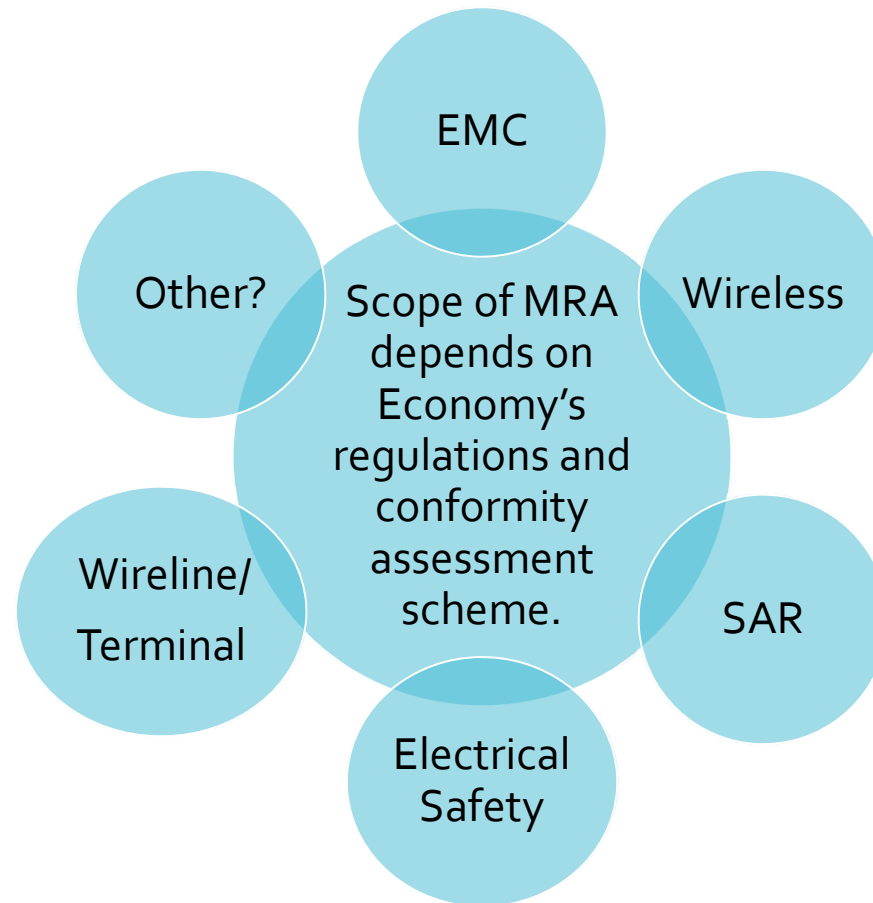 EMC
Other?
Wireless
Scope of MRA
depends on
Economy’s
regulations and
conformity
assessment
scheme.
Wireline/
Terminal
SAR
Electrical
Safety